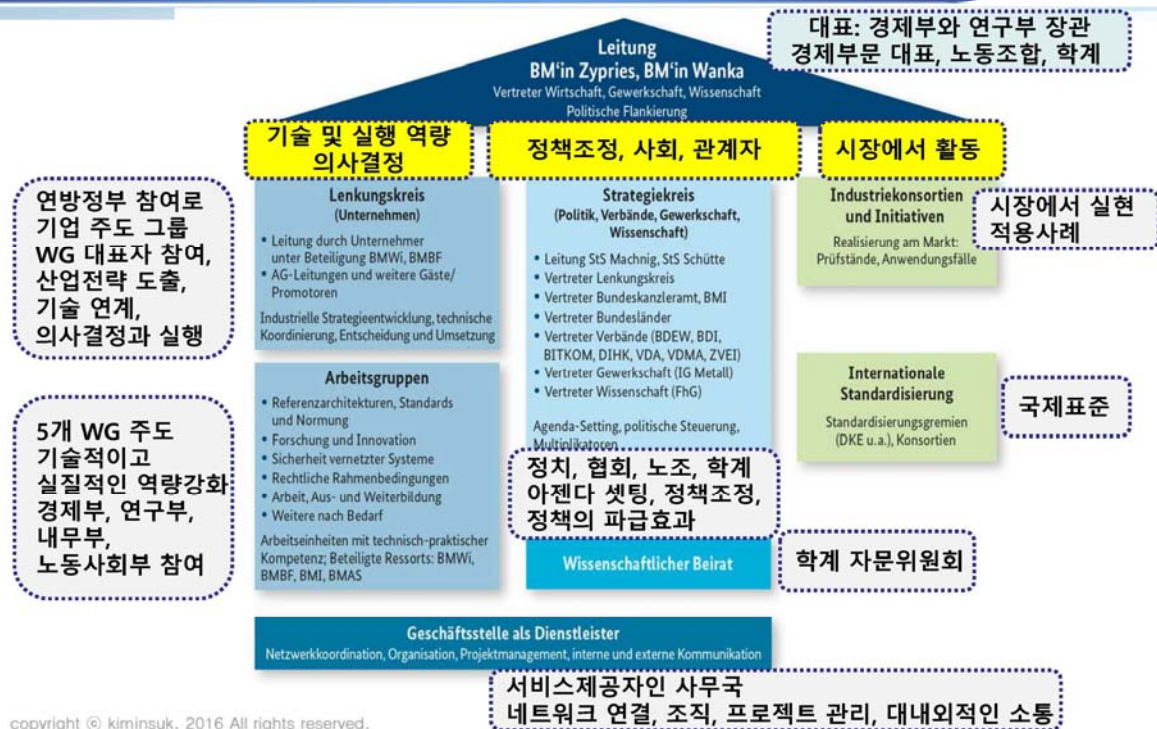 대표: 경제부와 연구부 장관
경제부문 대표, 노동조합, 학계
Leitung
BM'in Zypries, BM'in Wanka
Vertreter Wirtschaft, Gewerkschaft, Wissenschaft
Politische Flankierung
기술 및 실행 역량
의사결정
정책조정, 사회, 관계자
시장에서 활동
연방정부 참여로
기업 주도 그룹
WG 대표자 참여,
산업전략 도출,
기술 연계,
의사결정과 실행
Lenkungskreis
(Unternehmen)
• Leitung durch Unternehmer
unter Beteiligung BMWi, BMBF
• AG-Leitungen und weitere Gäste/
Promotoren
Industrielle Strategieentwicklung, technische
Koordinierung, Entscheidung und Umsetzung
Strategiekreis
(Politik, Verbände, Gewerkschaft,
Wissenschaft)
• Leitung StS Machnig, StS Schütte
• Vertreter Lenkungskreis
• Vertreter Bundeskanzleramt, BMI
• Vertreter Bundesländer
• Vertreter Verbände (BDEW, BDI,
BITKOM, DIHK, VDA, VDMA, ZVEI)
• Vertreter Gewerkschaft (IG Metall)
• Vertreter Wissenschaft (FhG)
Agenda-Setting, politische Steuerung,
Multiplikatoren
Industriekonsortien
und Initiativen
Realisierung am Markt:
Prüfstände, Anwendungsfälle
시장에서 실현
적용사례
5개 WG 주도
기술적이고
실질적인 역량강화
경제부, 연구부,
내무부,
노동사회부 참여
Arbeitsgruppen
• Referenzarchitekturen, Standards
und Normung
• Forschung und Innovation
• Sicherheit vernetzter Systeme
• Rechtliche Rahmenbedingungen
• Arbeit, Aus- und Weiterbildung
• Weitere nach Bedarf
Arbeitseinheiten mit technisch-praktischer
Kompetenz; Beteiligte Ressorts: BMWi,
BMBF, BMI, BMAS
정치, 협회, 노조, 학계
아젠다 셋팅, 정책조정,
정책의 파급효과
Wissenschaftlicher Beirat
학계 자문위원회
Internationale
Standardisierung
Standardisierungsgremien
(DKE u.a.), Konsortien
국제표준
Geschäftsstelle als Dienstleister
Netzwerkkoordination, Organisation, Projektmanagement, interne und externe Kommunikation
서비스제공자인 사무국
네트워크 연결, 조직, 프로젝트 관리, 대내외적인 소통
copyright © kiminsuk. 2016 All rights reserved.